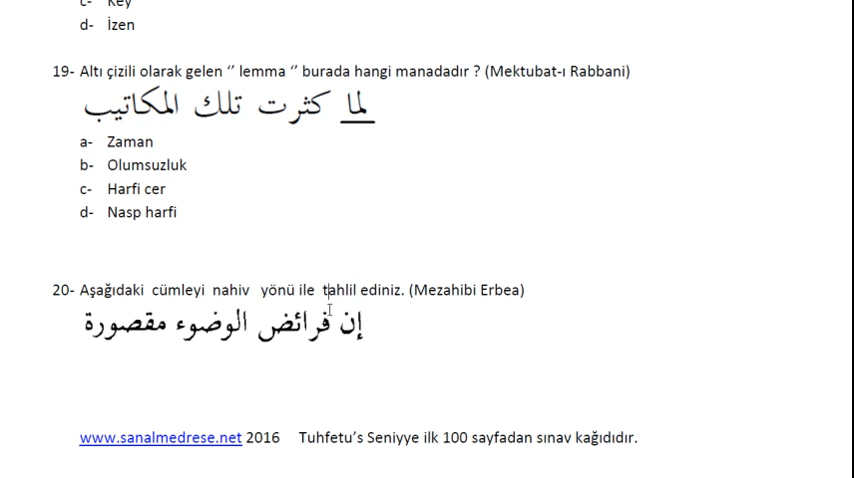 c- Key
d- İzen
19- Altı çizili olarak gelen ‘’ lemma ‘’ burada hangi manadadır ? (Mektubat-ı Rabbani)
لما كثرت تلك المكاتيب
a- Zaman
b- Olumsuzluk
c- Harfi cer
d- Nasp harfi
20- Aşağıdaki cümleyi nahiv yönü ile tahlil ediniz. (Mezahibi Erbea)
إن فرائض الوضوء مقصورة
www.sanalmedrese.net 2016 Tuhfetu’s Seniyye ilk 100 sayfadan sınav kağıdıdır.